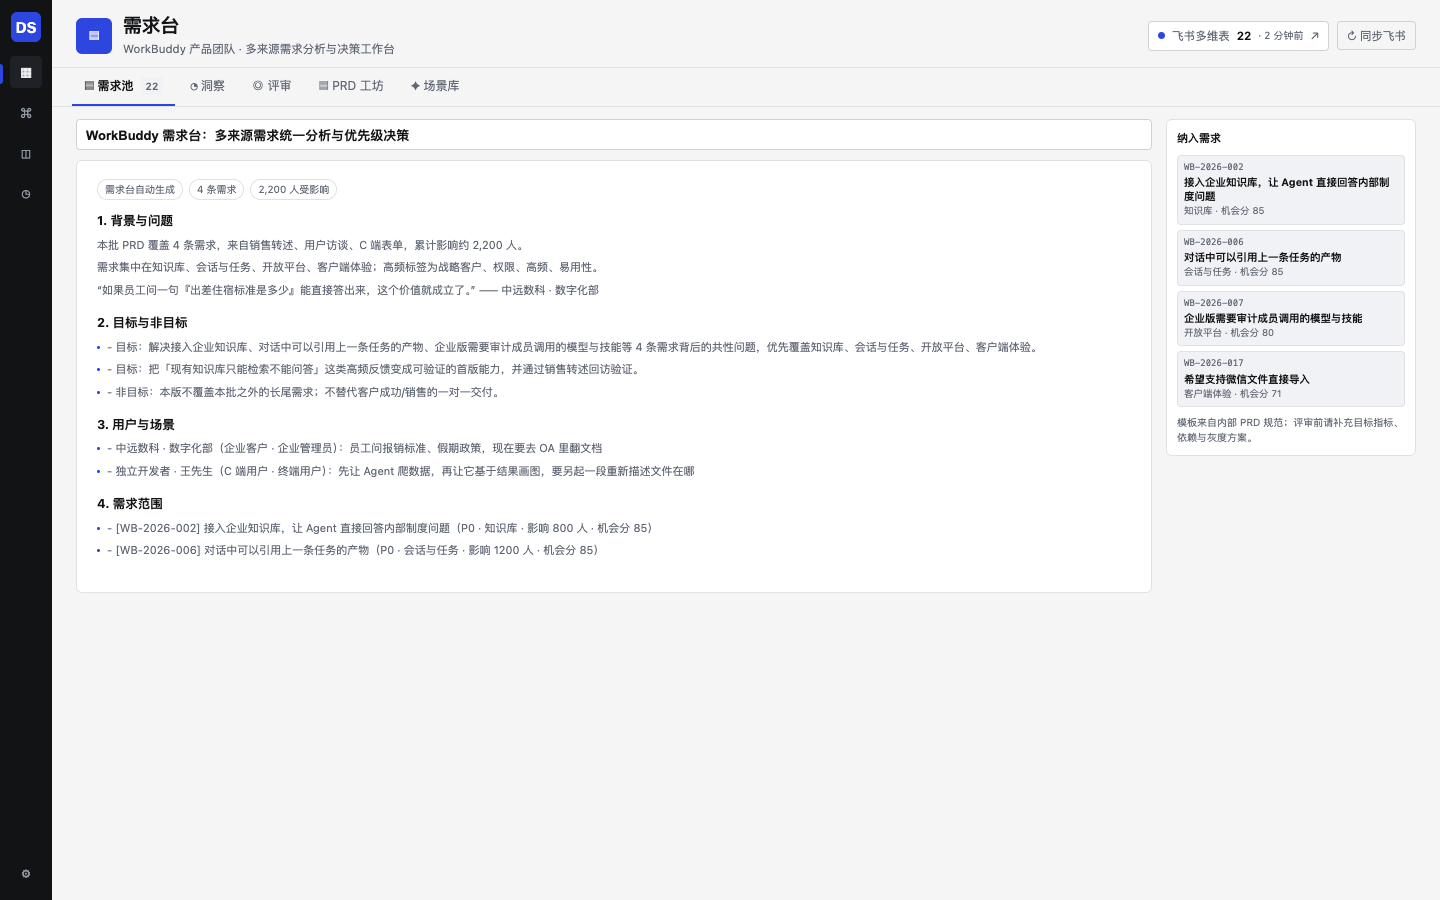 DS
需求台
WorkBuddy 产品团队 · 多来源需求分析与决策工作台
飞书多维表 22 · 2 分钟前 ↗
↻ 同步飞书
需求池 22
洞察
评审
PRD 工坊
场景库
WorkBuddy 需求台：多来源需求统一分析与优先级决策
需求台自动生成
4 条需求
2,200 人受影响
1. 背景与问题
本批 PRD 覆盖 4 条需求，来自销售转述、用户访谈、C 端表单，累计影响约 2,200 人。
需求集中在知识库、会话与任务、开放平台、客户端体验；高频标签为战略客户、权限、高频、易用性。
“如果员工问一句『出差住宿标准是多少』能直接答出来，这个价值就成立了。” —— 中远数科 · 数字化部
2. 目标与非目标
• - 目标：解决接入企业知识库、对话中可以引用上一条任务的产物、企业版需要审计成员调用的模型与技能等 4 条需求背后的共性问题，优先覆盖知识库、会话与任务、开放平台、客户端体验。
• - 目标：把「现有知识库只能检索不能问答」这类高频反馈变成可验证的首版能力，并通过销售转述回访验证。
• - 非目标：本版不覆盖本批之外的长尾需求；不替代客户成功/销售的一对一交付。
3. 用户与场景
• - 中远数科 · 数字化部（企业客户 · 企业管理员）：员工问报销标准、假期政策，现在要去 OA 里翻文档
• - 独立开发者 · 王先生（C 端用户 · 终端用户）：先让 Agent 爬数据，再让它基于结果画图，要另起一段重新描述文件在哪
4. 需求范围
• - [WB-2026-002] 接入企业知识库，让 Agent 直接回答内部制度问题（P0 · 知识库 · 影响 800 人 · 机会分 85）
• - [WB-2026-006] 对话中可以引用上一条任务的产物（P0 · 会话与任务 · 影响 1200 人 · 机会分 85）
纳入需求
WB-2026-002
接入企业知识库，让 Agent 直接回答内部制
度问题
知识库 · 机会分 85
WB-2026-006
对话中可以引用上一条任务的产物
会话与任务 · 机会分 85
WB-2026-007
企业版需要审计成员调用的模型与技能
开放平台 · 机会分 80
WB-2026-017
希望支持微信文件直接导入
客户端体验 · 机会分 71
模板来自内部 PRD 规范；评审前请补充目标指标、
依赖与灰度方案。